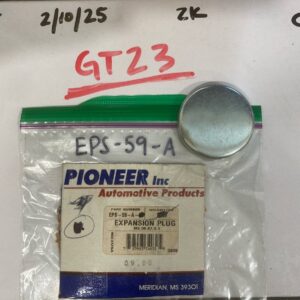 2/10/25 2K
GT23
EPS-59-A
PIONEER Inc
Automotive Products
EPS-59-A
EXPANSION PLUG
MERIDIAN, MS 39301